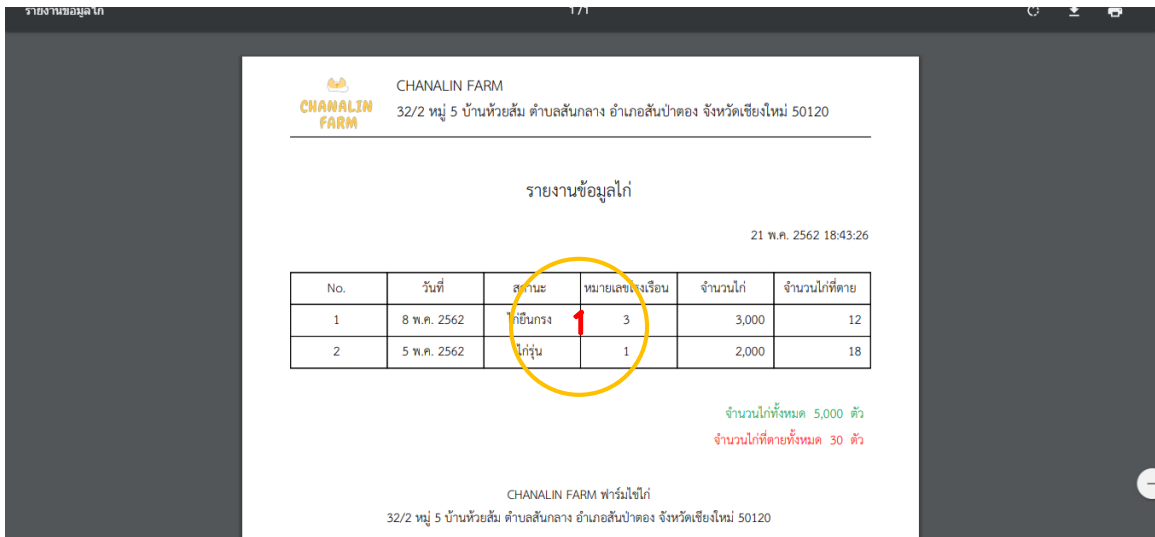 รายงานข้อมูลไก่
1/1
CHANALIN FARM
CHANALIN FARM
32/2 หมู่ 5 บ้านห้วยส้ม ตำบลสันกลาง อำเภอสันป่าตอง จังหวัดเชียงใหม่ 50120
รายงานข้อมูลไก่
21 พ.ค. 2562 18:43:26
No. วันที่ สถานะ หมายเลขโรงเรือน จำนวนไก่ จำนวนไก่ที่ตาย
1 8 พ.ค. 2562 ไก่ยืนกรง 3 3,000 12
1
2 5 พ.ค. 2562 ไก่รุ่น 1 2,000 18
จำนวนไก่ทั้งหมด 5,000 ตัว
จำนวนไก่ที่ตายทั้งหมด 30 ตัว
CHANALIN FARM ฟาร์มไข่ไก่
32/2 หมู่ 5 บ้านห้วยส้ม ตำบลสันกลาง อำเภอสันป่าตอง จังหวัดเชียงใหม่ 50120